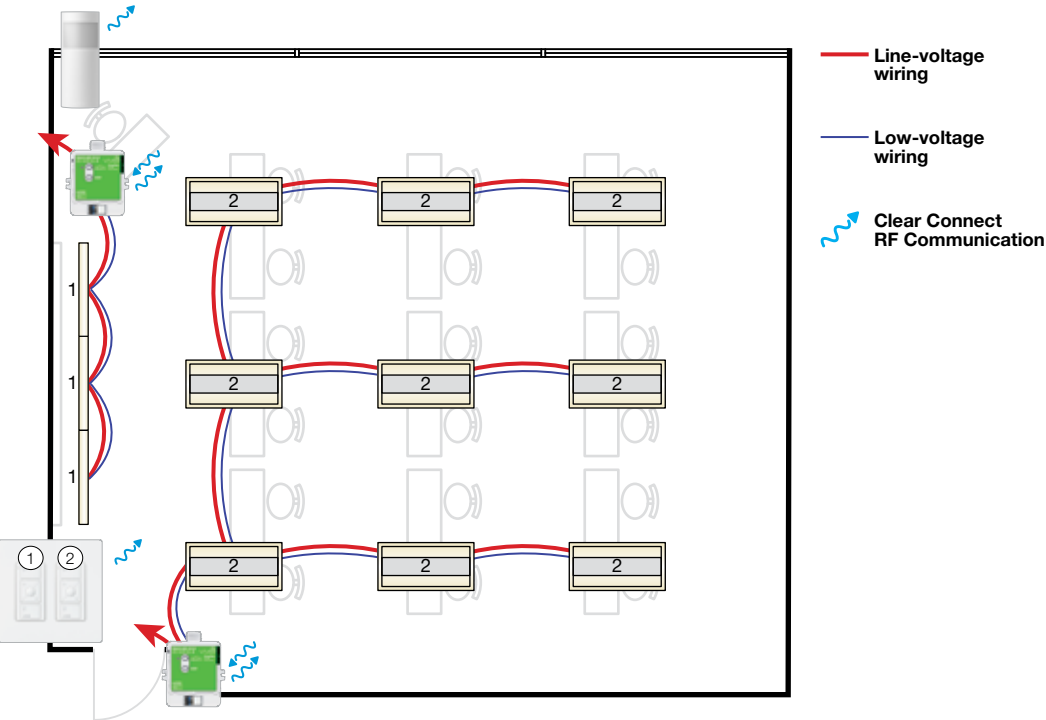 Line-voltage
wiring
Low-voltage
wiring
Clear Connect
RF Communication
2 2 2
1
1
2 2 2
1
1 2
2 2 2